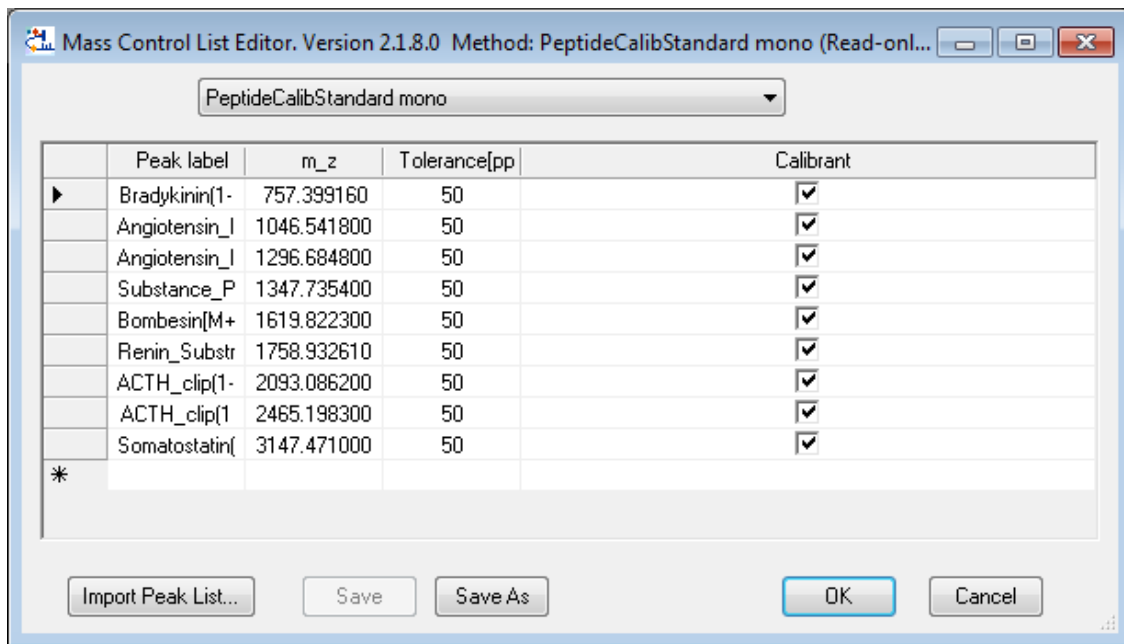 Mass Control List Editor. Version 2.1.8.0 Method: PeptideCalibStandard mono (Read-onl...
PeptideCalibStandard mono
Peak label m_z Tolerance[pp Calibrant
Bradykinin(1- 757.399160 50
Angiotensin_I 1046.541800 50
Angiotensin_I 1296.684800 50
Substance_P 1347.735400 50
Bombesin[M+ 1619.822300 50
Renin_Substr 1758.932610 50
ACTH_clip(1- 2093.086200 50
ACTH_clip(1 2465.198300 50
Somatostatin( 3147.471000 50
Import Peak List... Save Save As OK Cancel